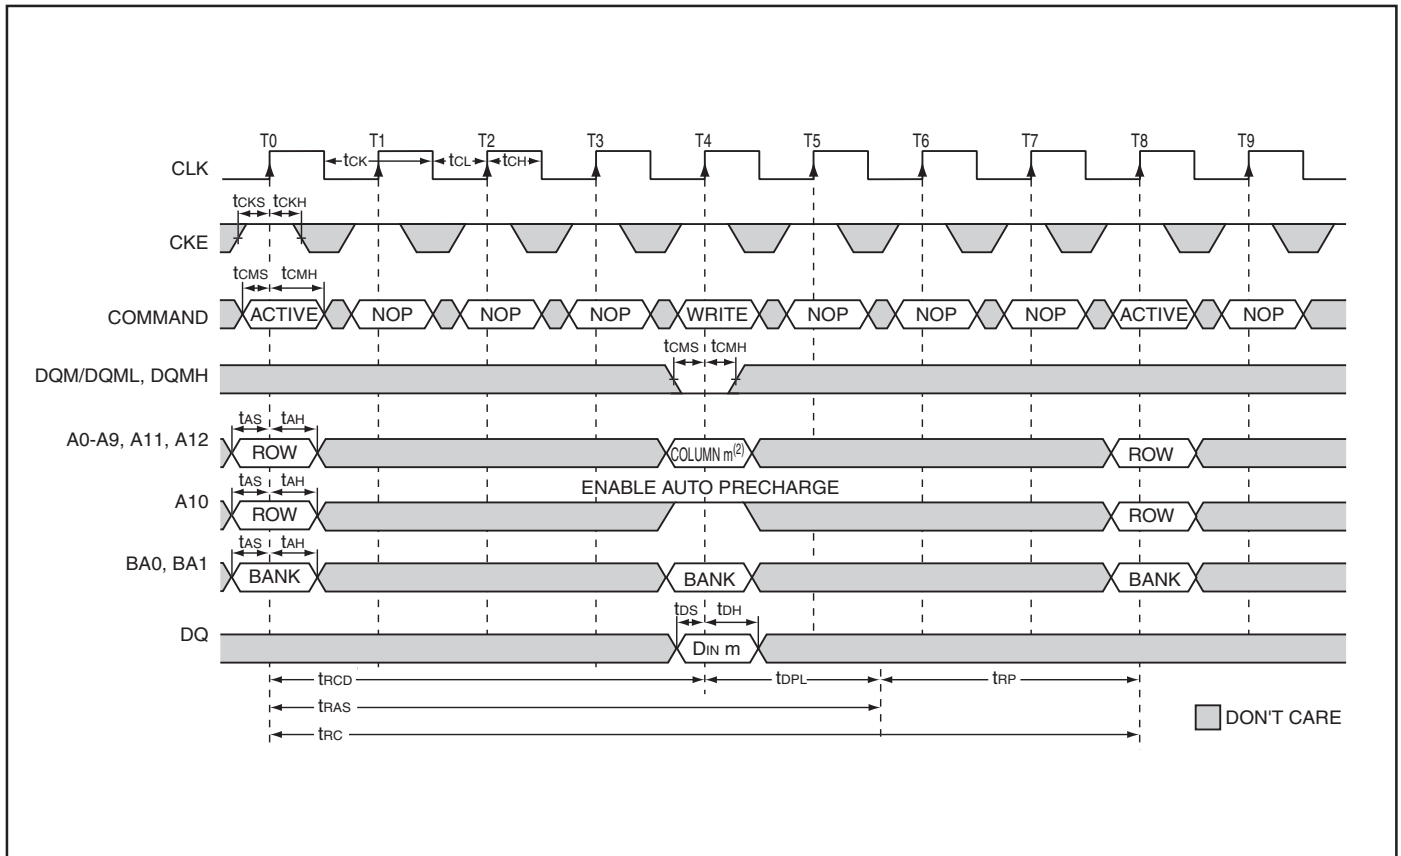 T0 T1 T2 T3 T4 T5 T6 T7 T8 T9
CLK tCK tCL tCH
tCKS tCKH
CKE
tCMS tCMH
COMMAND ACTIVE NOP NOP NOP WRITE NOP NOP NOP ACTIVE NOP
tCMS tCMH
DQM/DQML, DQMH
tAS tAH
A0-A9, A11, A12 ROW COLUMN m(2) ROW
tAS tAH ENABLE AUTO PRECHARGE
A10 ROW ROW
tAS tAH
BA0, BA1 BANK BANK BANK
tDS tDH
DQ DIN m
tRCD tDPL tRP
tRAS
DON'T CARE
tRC